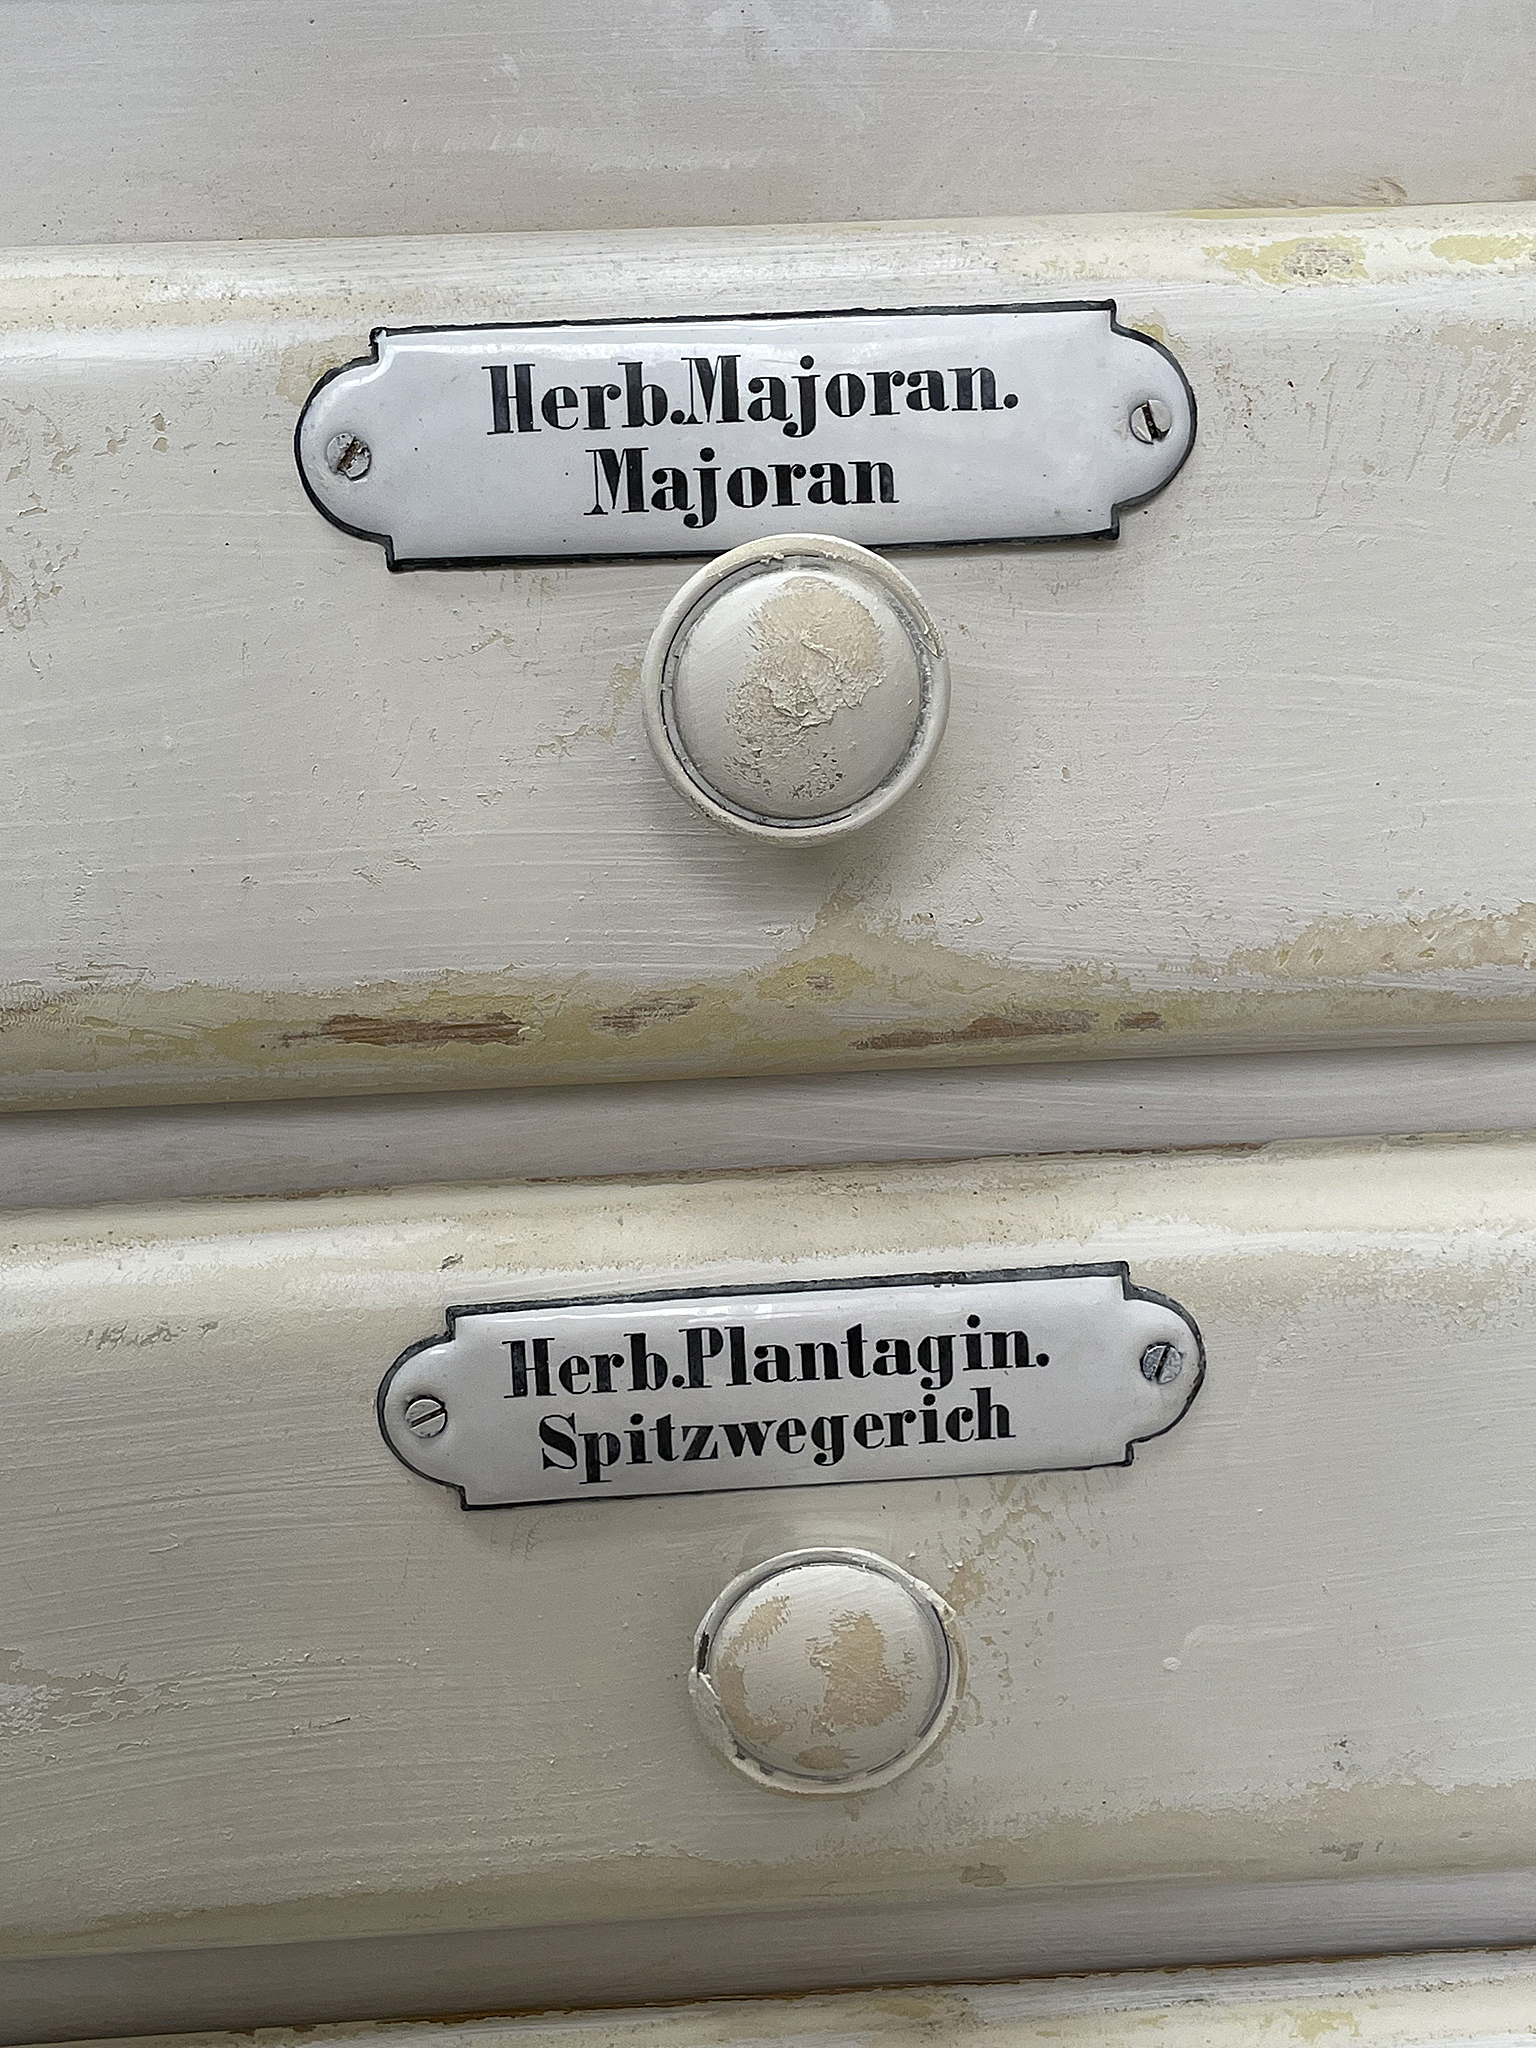 Herb.Majoran.
Majoran
Herb.Plantagin.
Spitzwegerich